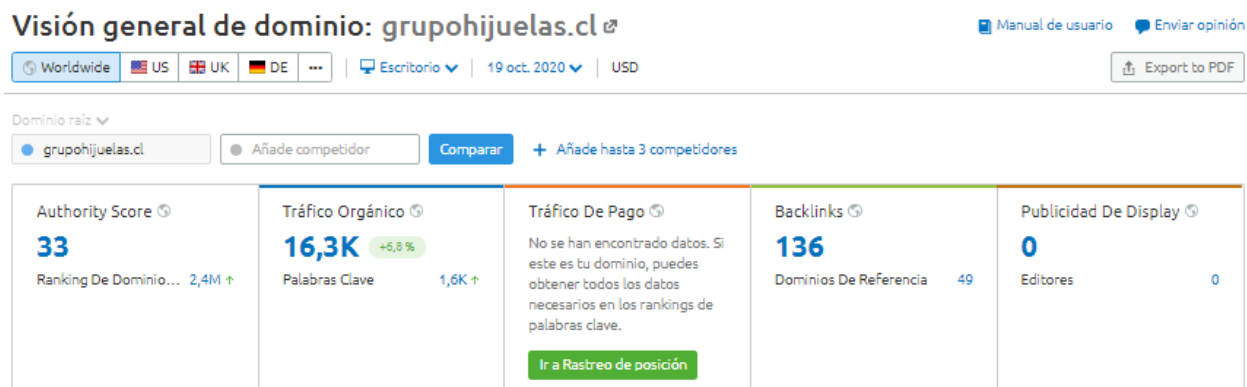 Visión general de dominio: grupohijuelas.cl
Manual de usuario
Enviar opinión
Worldwide
US
UK
DE
...
Escritorio
19 oct. 2020
USD
Export to PDF
Dominio raíz
grupohijuelas.cl
Añade competidor
Comparar
+ Añade hasta 3 competidores
Authority Score
33
Ranking De Dominio... 2,4M ↑
Tráfico Orgánico
16,3K +6,8 %
Palabras Clave 1,6K ↑
Tráfico De Pago
No se han encontrado datos. Si
este es tu dominio, puedes
obtener todos los datos
necesarios en los rankings de
palabras clave.
Ir a Rastreo de posición
Backlinks
136
Dominios De Referencia 49
Publicidad De Display
0
Editores 0